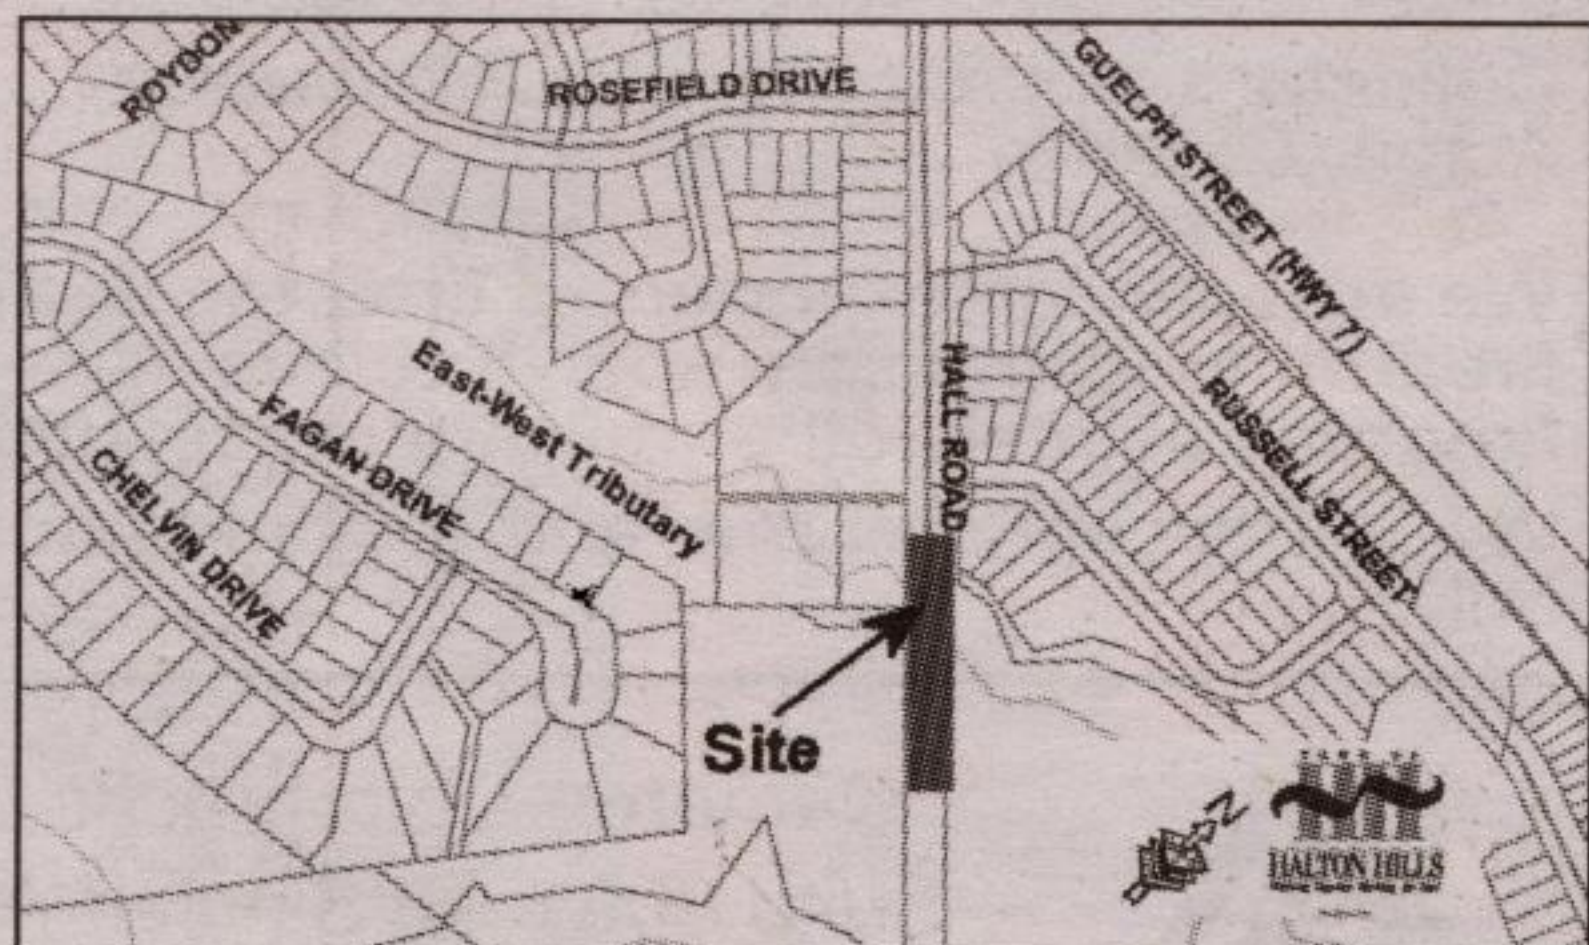 ROYDON
ROSEFIELD DRIVE
GUELPH STREET (HWY 7)
East-West Tributary
HALL ROAD
FAGAN DRIVE
RUSSELL STREET
CHELVIN DRIVE
Site
N
HALTON HILLS